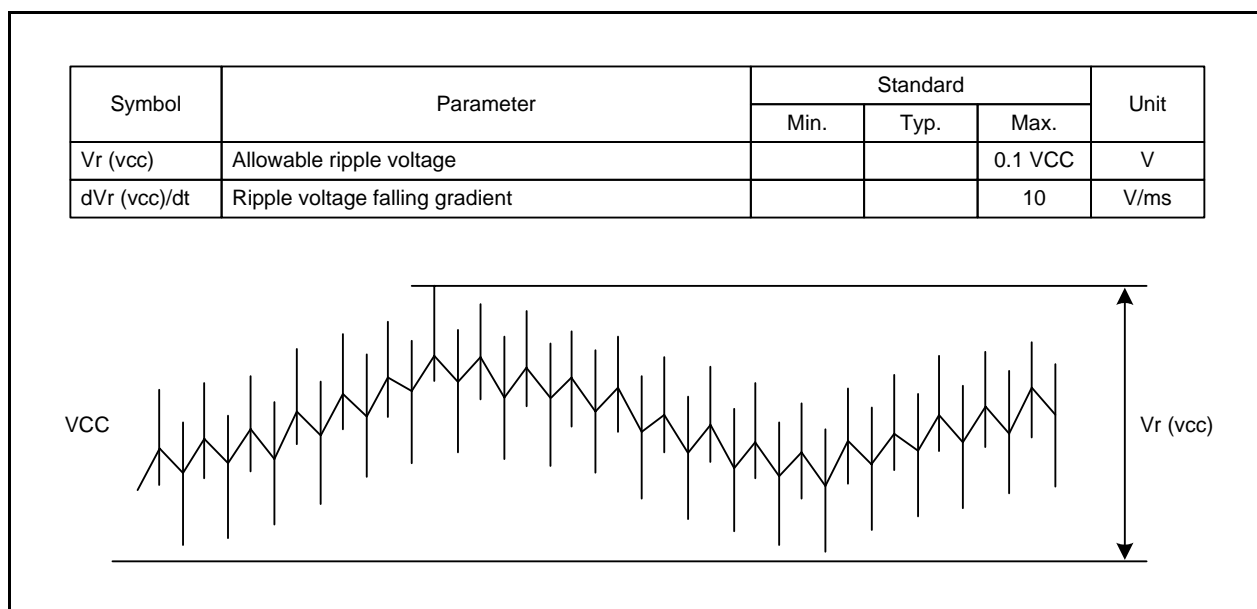 Symbol Parameter Standard Unit
Min. Typ. Max.
Vr (vcc) Allowable ripple voltage 0.1 VCC V
dVr (vcc)/dt Ripple voltage falling gradient 10 V/ms
VCC
Vr (vcc)